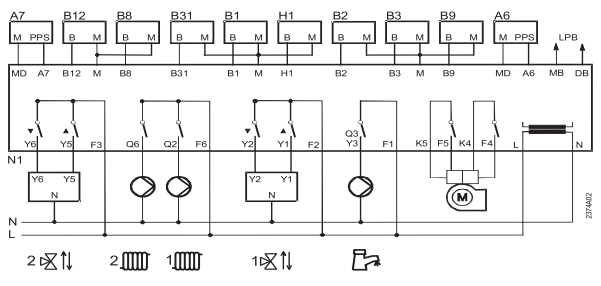 A7 B12 B8 B31 B1 H1 B2 B3 B9 A6
M PPS B M B M B M B M B M B M B M B M M PPS LPB
MD A7 B12 M B8 B31 B1 M H1 B2 B3 M B9 MD A6 MB DB
Q3
Y6 Y5 F3 Q6 Q2 F6 Y2 Y1 F2 Y3 F1 K5 F5 K4 F4 L N
N1
Y6 Y5 Y2 Y1
N N M
2374A02
N
L
2 2 1 1